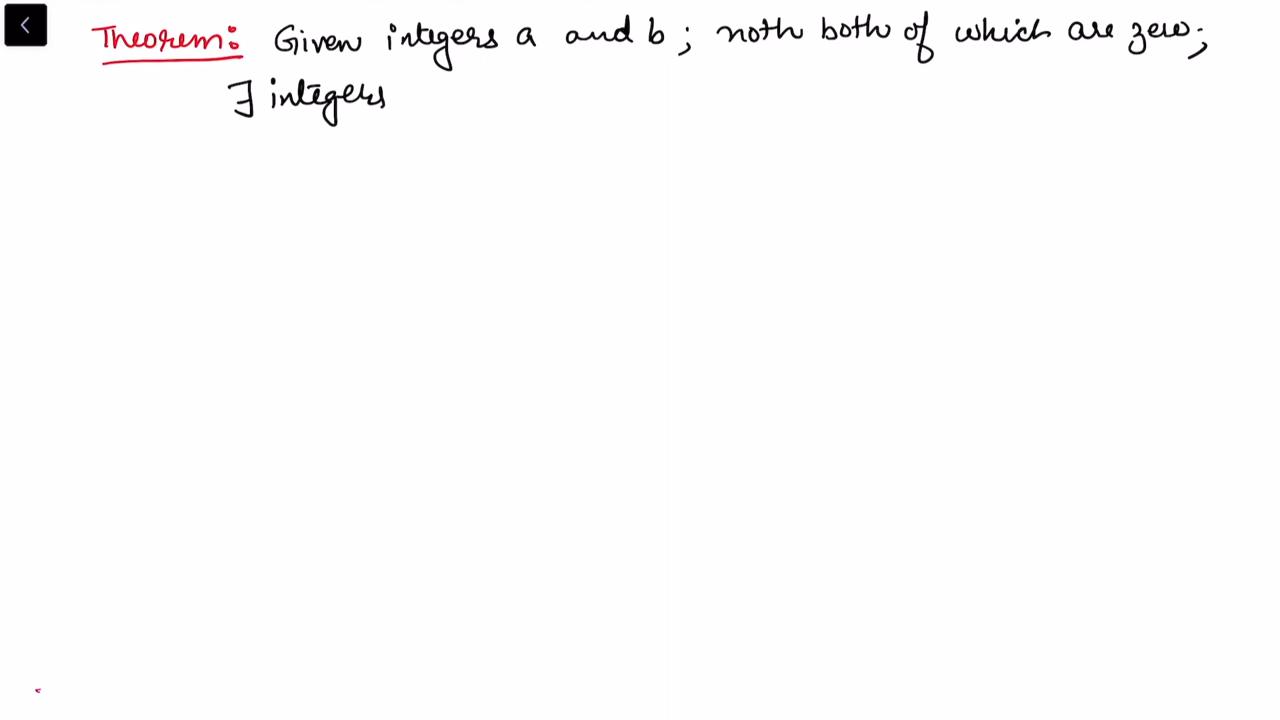 Theorem: Given integers a and b; noth both of which are zero;
∃ integers